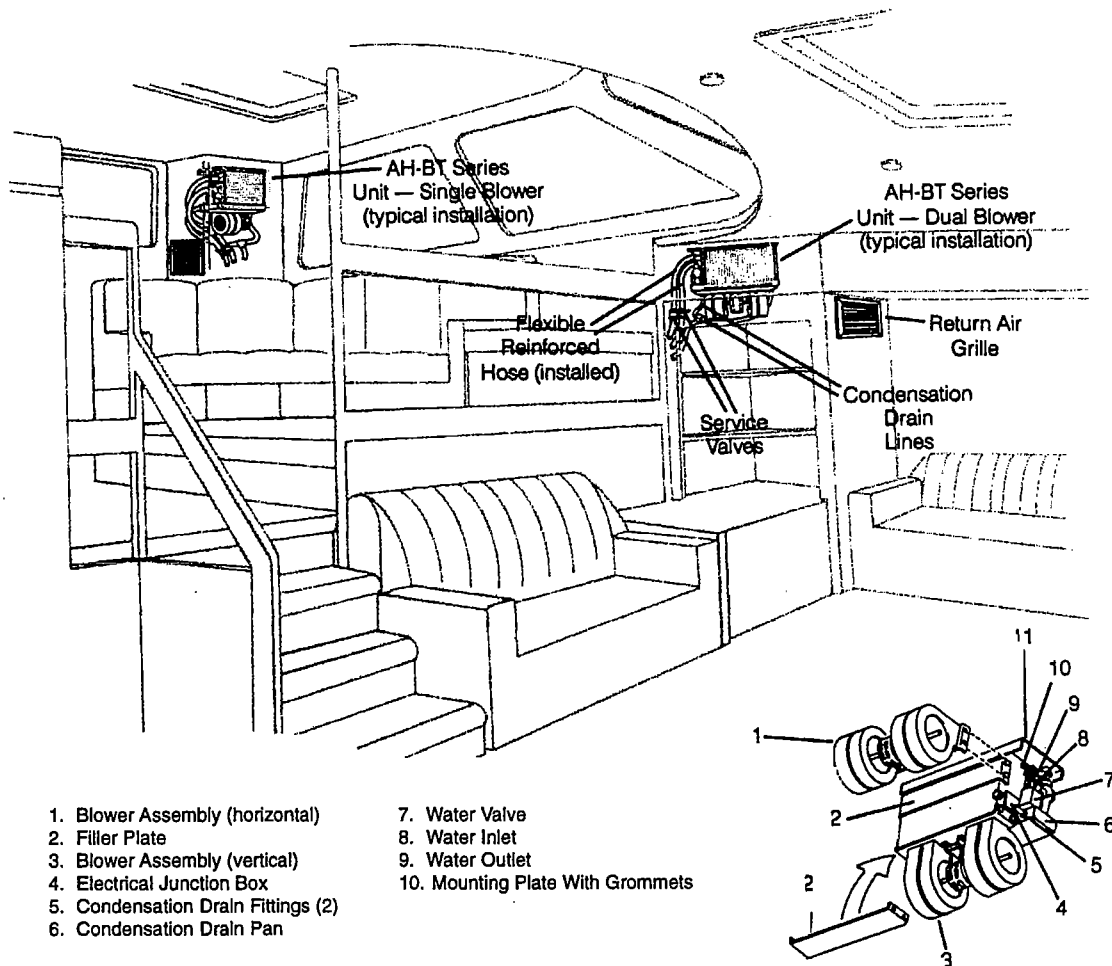 AH-BT Series
Unit — Single Blower
(typical installation)
AH-BT Series
Unit — Dual Blower
(typical installation)
Flexible
Reinforced
Hose (installed)
Return Air
Grille
Condensation
Drain
Lines
Service
Valves
11
10
9
8
7
6
5
4
3
2
2
1
1. Blower Assembly (horizontal)
2. Filler Plate
3. Blower Assembly (vertical)
4. Electrical Junction Box
5. Condensation Drain Fittings (2)
6. Condensation Drain Pan
7. Water Valve
8. Water Inlet
9. Water Outlet
10. Mounting Plate With Grommets